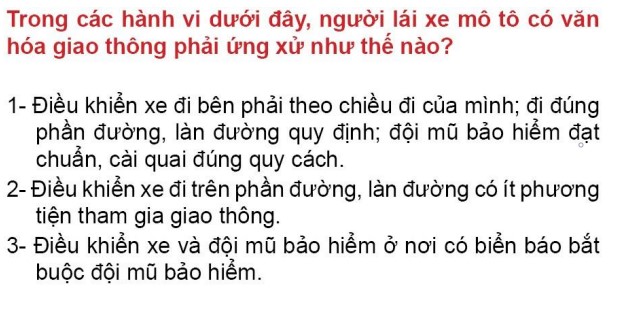 Trong các hành vi dưới đây, người lái xe mô tô có văn
hóa giao thông phải ứng xử như thế nào?
1- Điều khiển xe đi bên phải theo chiều đi của mình; đi đúng
phần đường, làn đường quy định; đội mũ bảo hiểm đạt
chuẩn, cài quai đúng quy cách.
2- Điều khiển xe đi trên phần đường, làn đường có ít phương
tiện tham gia giao thông.
3- Điều khiển xe và đội mũ bảo hiểm ở nơi có biển báo bắt
buộc đội mũ bảo hiểm.